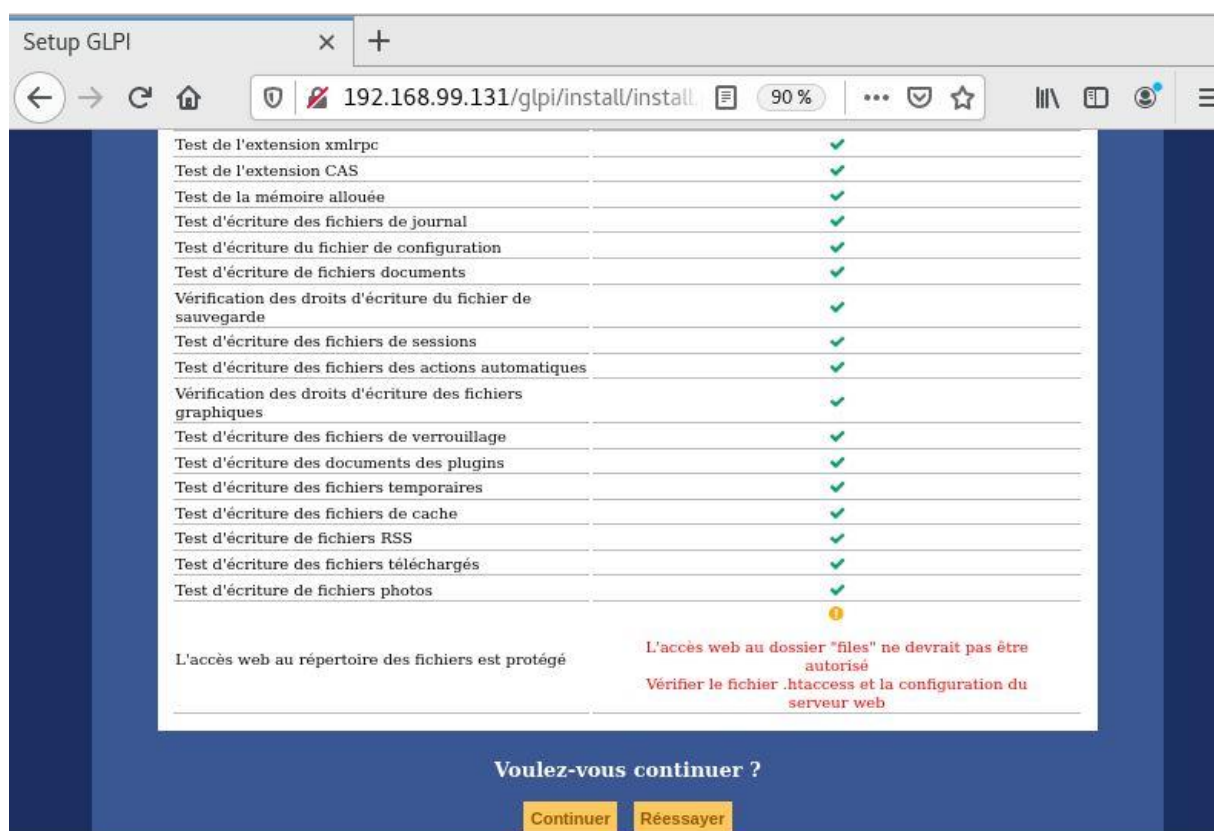 Setup GLPI
192.168.99.131/glpi/install/install
90 %
Test de l'extension xmlrpc
Test de l'extension CAS
Test de la mémoire allouée
Test d'écriture des fichiers de journal
Test d'écriture du fichier de configuration
Test d'écriture de fichiers documents
Vérification des droits d'écriture du fichier de
sauvegarde
Test d'écriture des fichiers de sessions
Test d'écriture des fichiers des actions automatiques
Vérification des droits d'écriture des fichiers
graphiques
Test d'écriture des fichiers de verrouillage
Test d'écriture des documents des plugins
Test d'écriture des fichiers temporaires
Test d'écriture des fichiers de cache
Test d'écriture de fichiers RSS
Test d'écriture des fichiers téléchargés
Test d'écriture de fichiers photos
L'accès web au répertoire des fichiers est protégé
L'accès web au dossier "files" ne devrait pas être
autorisé
Vérifier le fichier .htaccess et la configuration du
serveur web
Voulez-vous continuer ?
Continuer
Réessayer